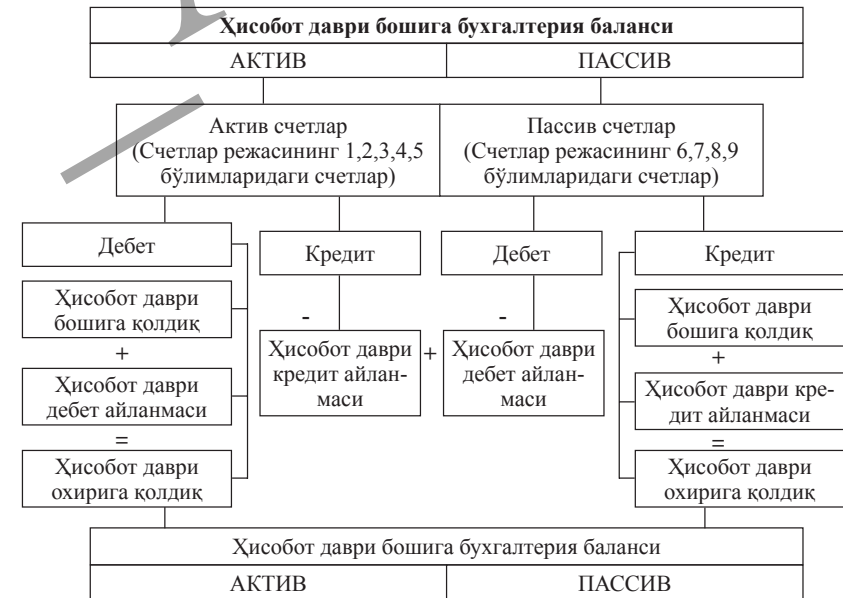 Ҳисобот даври бошига бухгалтерия баланси
АКТИВ
ПАССИВ
Актив счетлар
(Счетлар режасининг 1,2,3,4,5
бўлимларидаги счетлар)
Пассив счетлар
(Счетлар режасининг 6,7,8,9
бўлимларидаги счетлар)
Дебет
Кредит
Дебет
Кредит
Ҳисобот даври
бошига қолдиқ
+
Ҳисобот даври
дебет айланмаси
=
Ҳисобот даври
охирига қолдиқ
-
Ҳисобот даври
кредит айлан-
маси
+
-
Ҳисобот даври
дебет айлан-
маси
Ҳисобот даври
бошига қолдиқ
+
Ҳисобот даври кре-
дит айланмаси
=
Ҳисобот даври
охирига қолдиқ
Ҳисобот даври бошига бухгалтерия баланси
АКТИВ
ПАССИВ